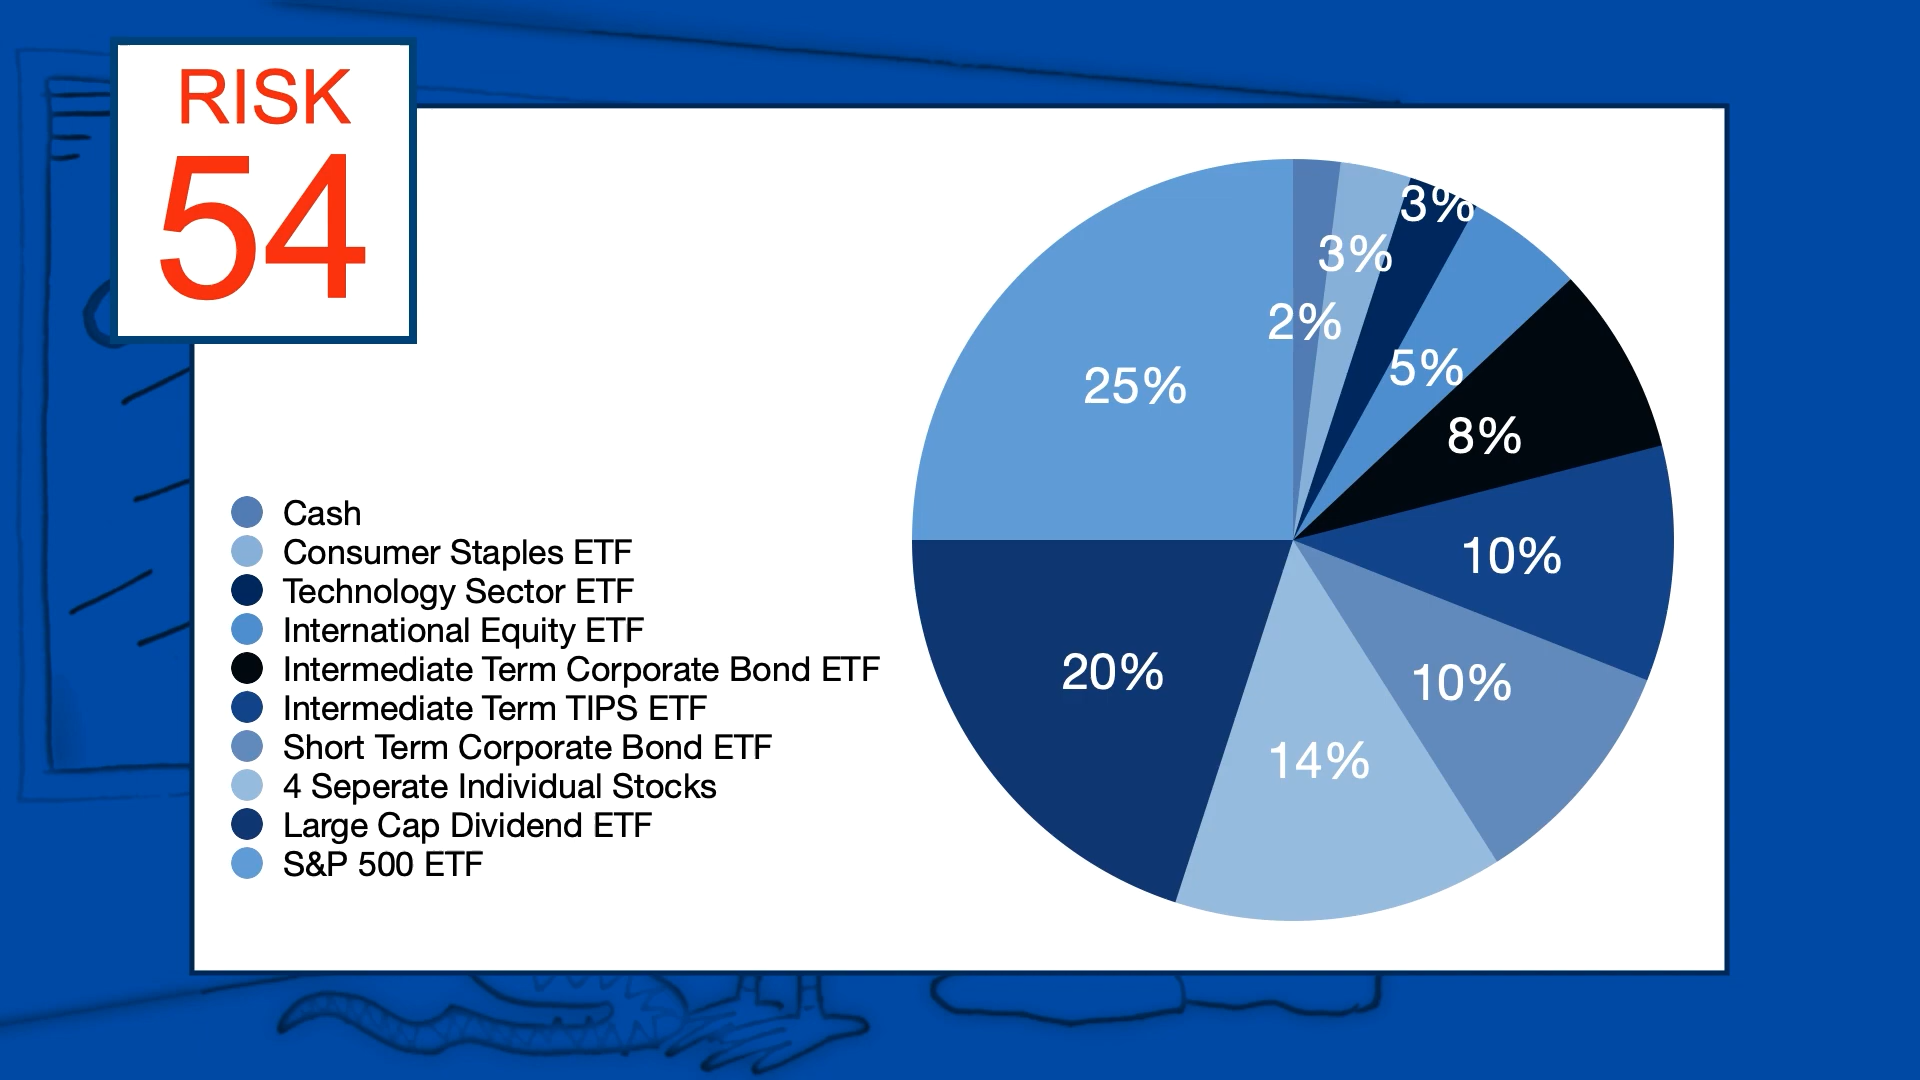 RISK
54
3%
3%
2%
5%
25%
8%
10%
10%
20%
14%
Cash
Consumer Staples ETF
Technology Sector ETF
International Equity ETF
Intermediate Term Corporate Bond ETF
Intermediate Term TIPS ETF
Short Term Corporate Bond ETF
4 Seperate Individual Stocks
Large Cap Dividend ETF
S&P 500 ETF